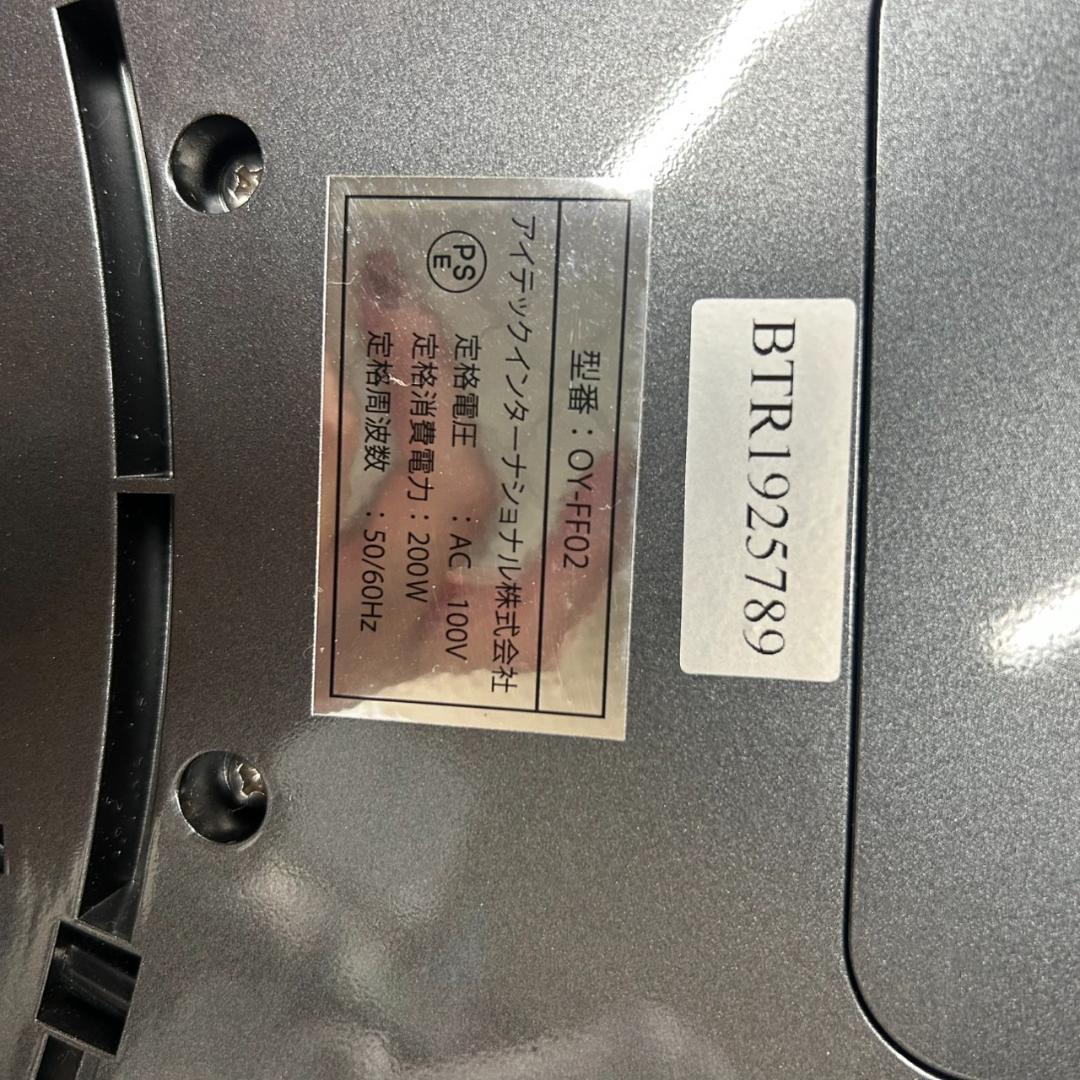 BTR1925789
型番：OY-FF02
アイテックインターナショナル株式会社
PS
E
定格電圧　：AC 100V
定格消費電力：200W
定格周波数　：50/60Hz